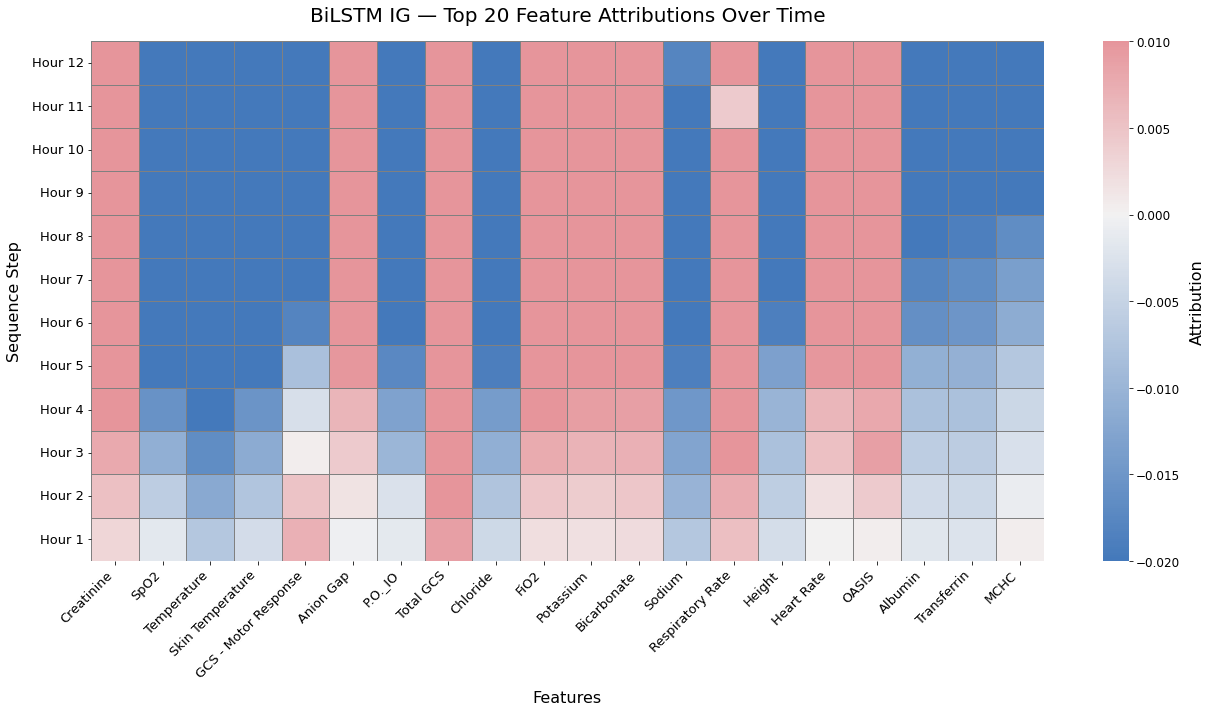 BiLSTM IG — Top 20 Feature Attributions Over Time
Sequence Step
Hour 12
Hour 11
Hour 10
Hour 9
Hour 8
Hour 7
Hour 6
Hour 5
Hour 4
Hour 3
Hour 2
Hour 1
Creatinine
SpO2
Temperature
Skin Temperature
GCS - Motor Response
Anion Gap
P.O._IO
Total GCS
Chloride
FiO2
Potassium
Bicarbonate
Sodium
Respiratory Rate
Height
Heart Rate
OASIS
Albumin
Transferrin
MCHC
Features
0.010
0.005
0.000
−0.005
−0.010
−0.015
−0.020
Attribution